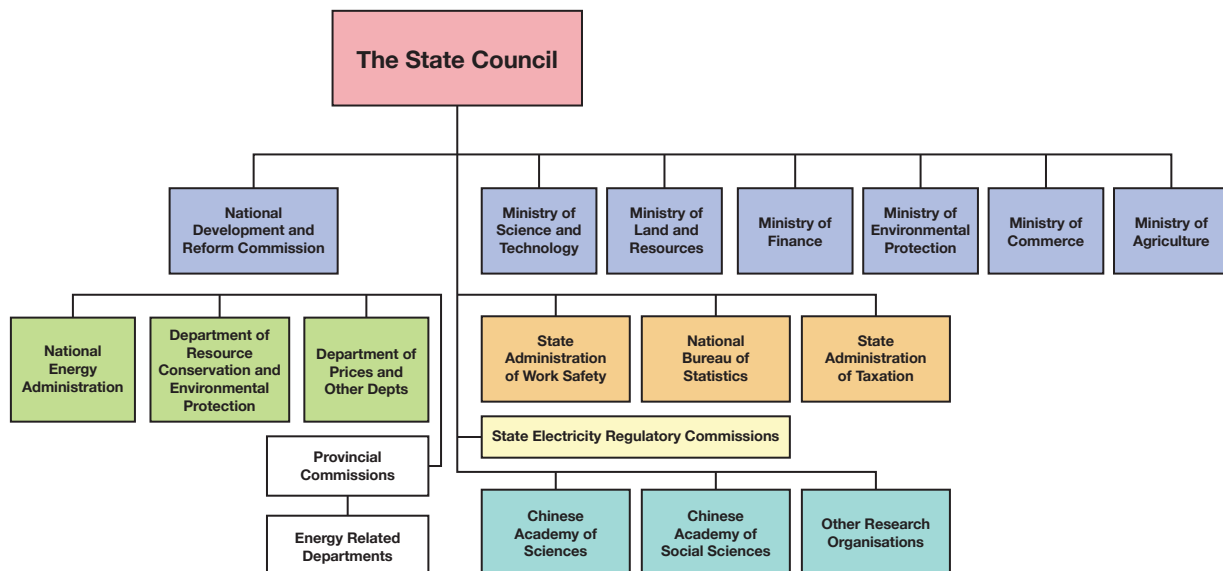 The State Council
National
Development and
Reform Commission
Ministry of
Science and
Technology
Ministry of
Land and
Resources
Ministry of
Finance
Ministry of
Environmental
Protection
Ministry of
Commerce
Ministry of
Agriculture
National
Energy
Administration
Department of
Resource
Conservation and
Environmental
Protection
Department of
Prices and
Other Depts
State
Administration
of Work Safety
National
Bureau of
Statistics
State
Administration
of Taxation
State Electricity Regulatory Commissions
Provincial
Commissions
Energy Related
Departments
Chinese
Academy of
Sciences
Chinese
Academy of
Social Sciences
Other Research
Organisations